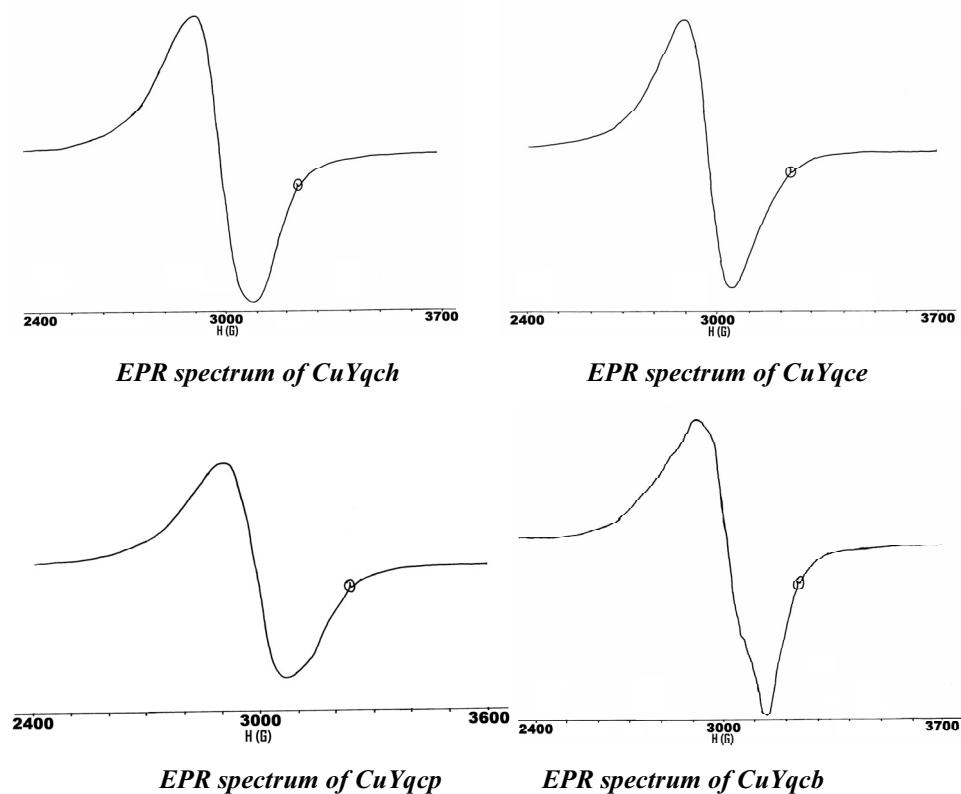 2400 3000 3700
H (G)
2400 3000 3700
H (G)
EPR spectrum of CuYqch
EPR spectrum of CuYqce
2400 3000 3600
H (G)
2400 3000 3700
H (G)
EPR spectrum of CuYqcp
EPR spectrum of CuYqcb